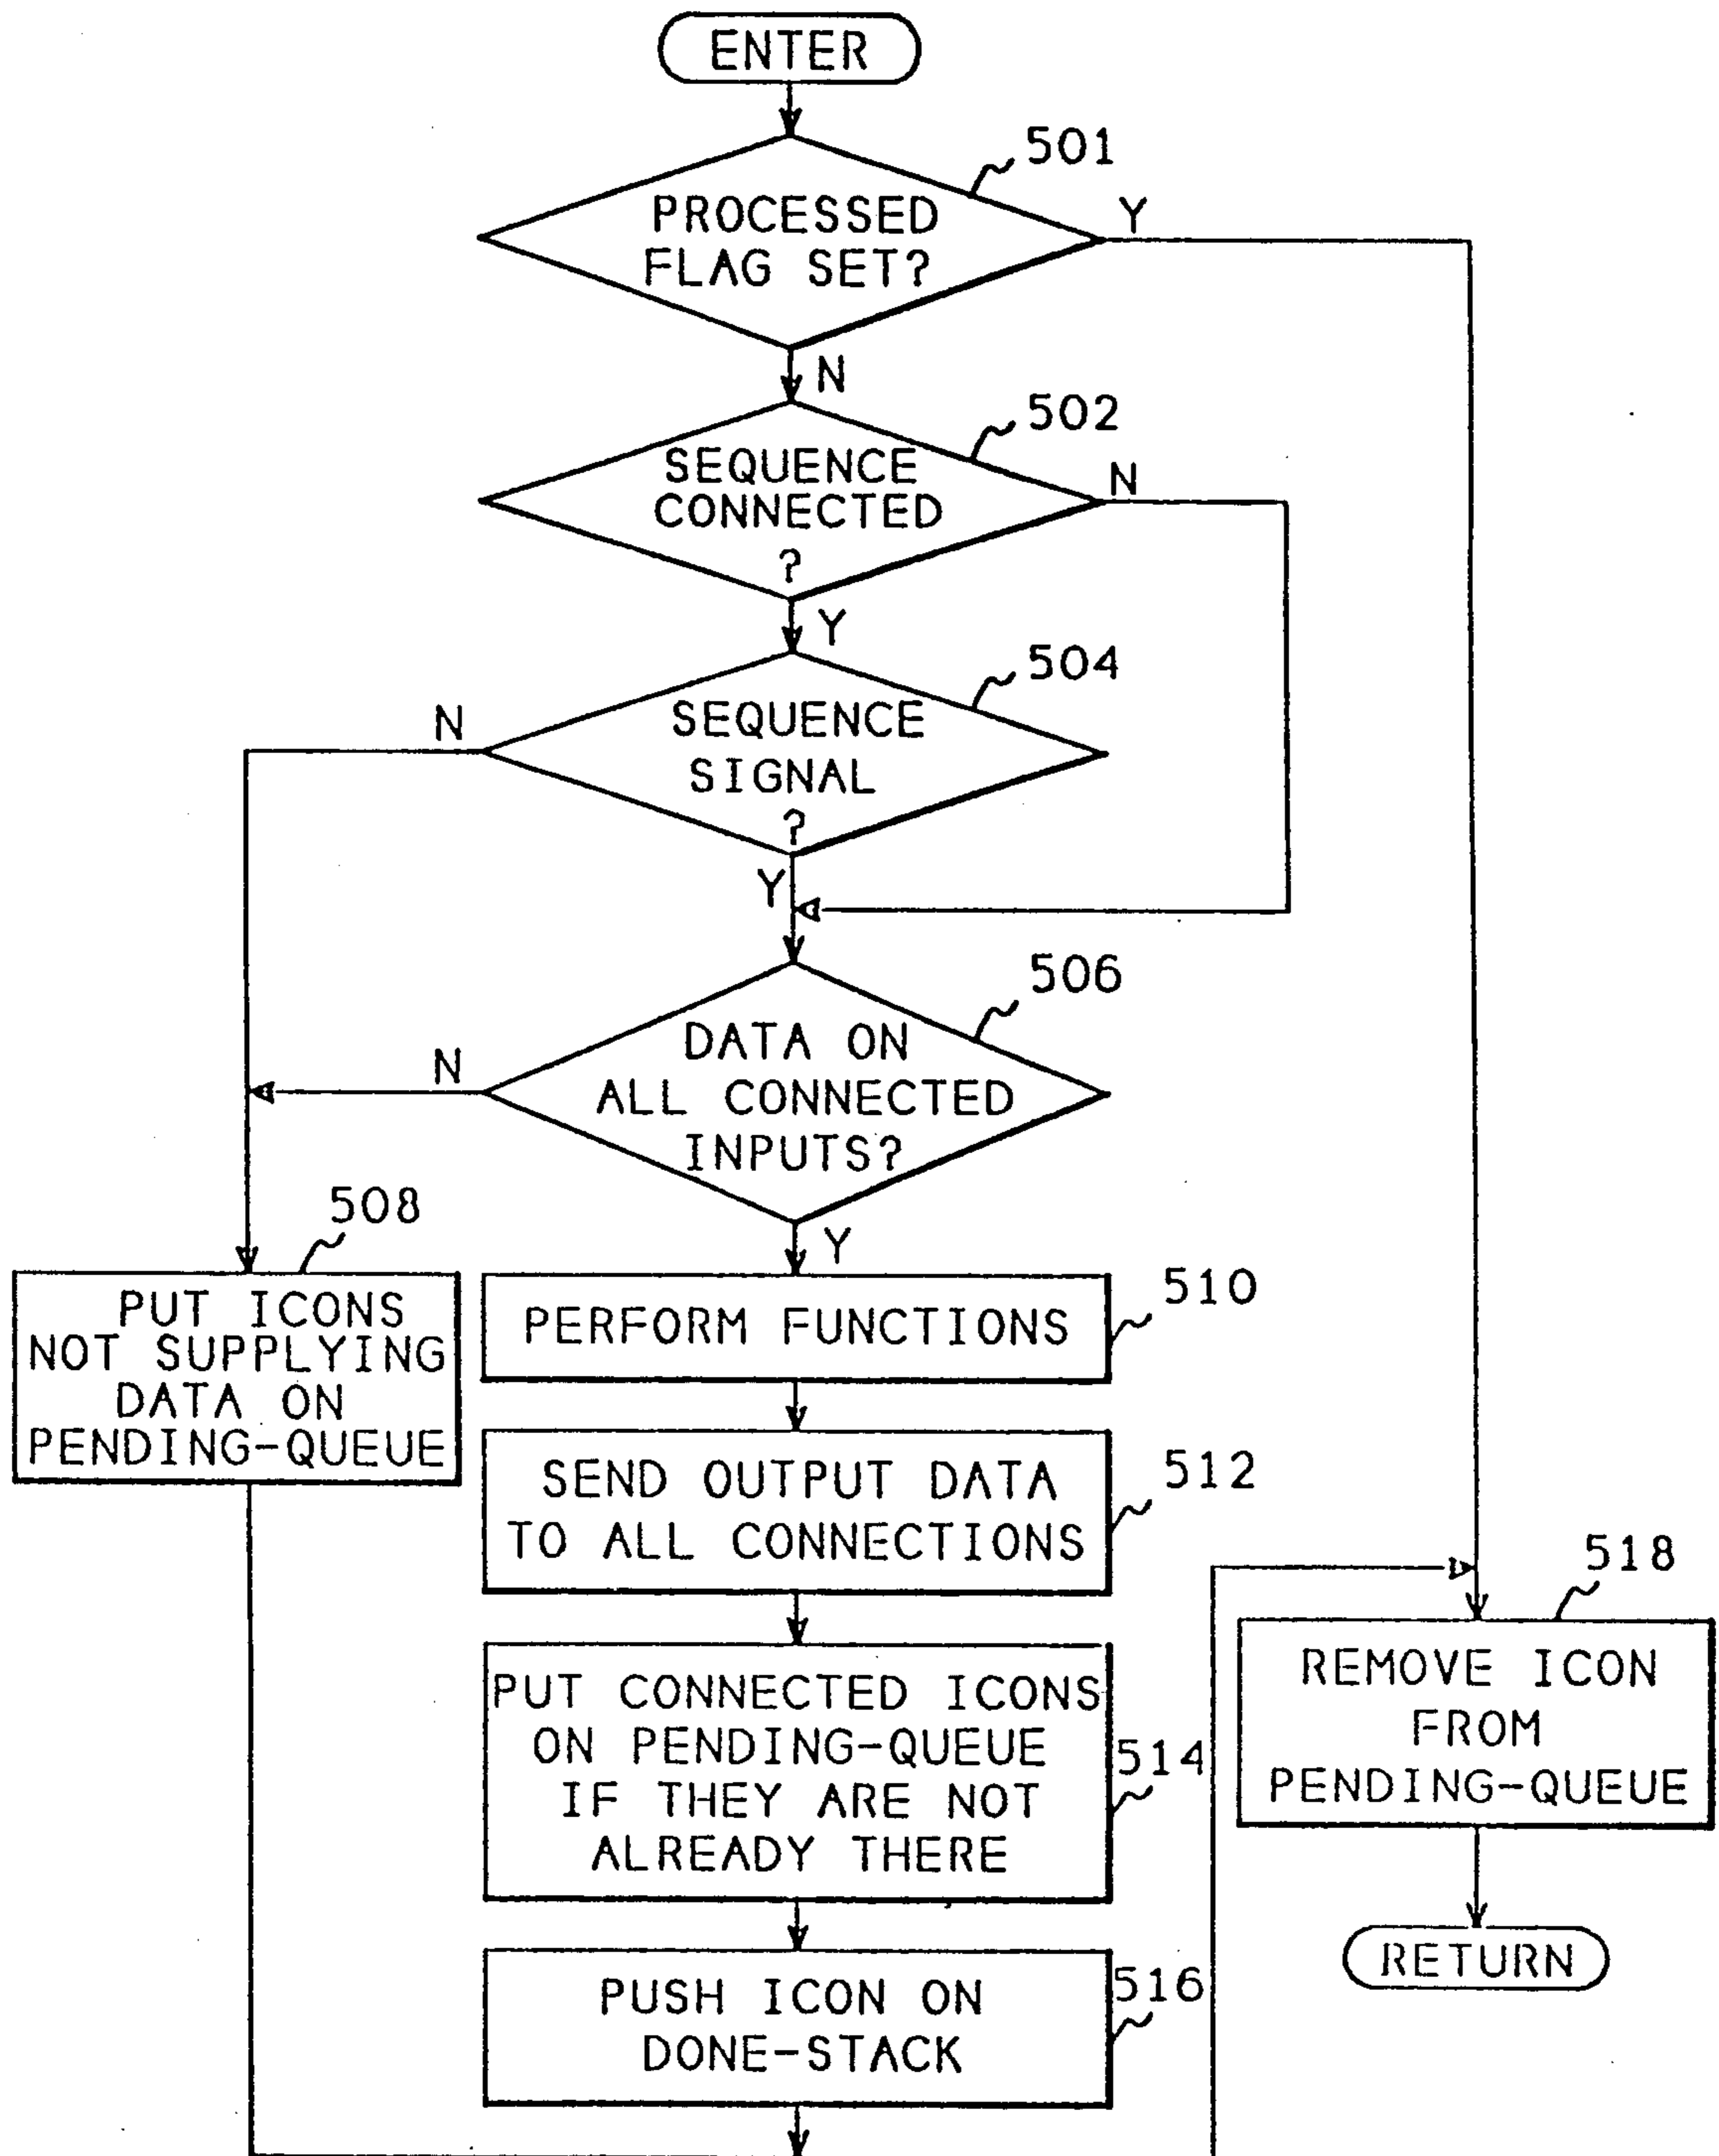 ENTER
501
PROCESSED
FLAG SET?
Y
N
502
SEQUENCE
CONNECTED
?
N
Y
504
SEQUENCE
SIGNAL
?
N
Y
506
DATA ON
ALL CONNECTED
INPUTS?
N
Y
508
PUT ICONS
NOT SUPPLYING
DATA ON
PENDING-QUEUE
510
PERFORM FUNCTIONS
512
SEND OUTPUT DATA
TO ALL CONNECTIONS
514
PUT CONNECTED ICONS
ON PENDING-QUEUE
IF THEY ARE NOT
ALREADY THERE
516
PUSH ICON ON
DONE-STACK
518
REMOVE ICON
FROM
PENDING-QUEUE
RETURN